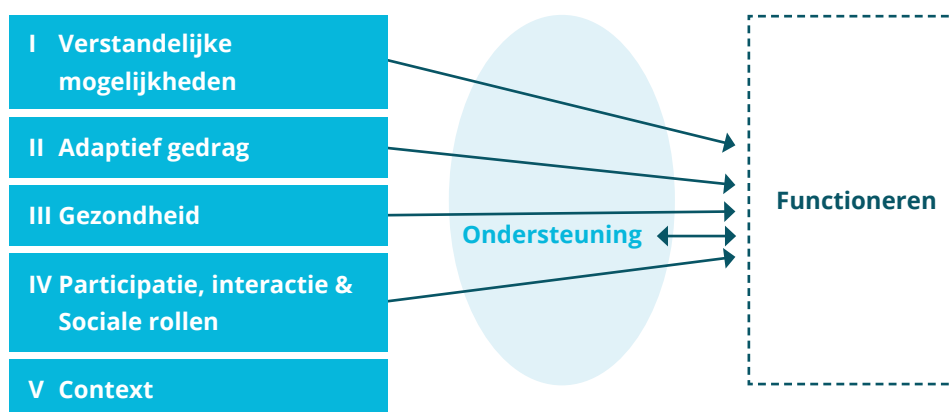 I Verstandelijke
mogelijkheden
II Adaptief gedrag
III Gezondheid
IV Participatie, interactie &
Sociale rollen
V Context
Ondersteuning
Functioneren